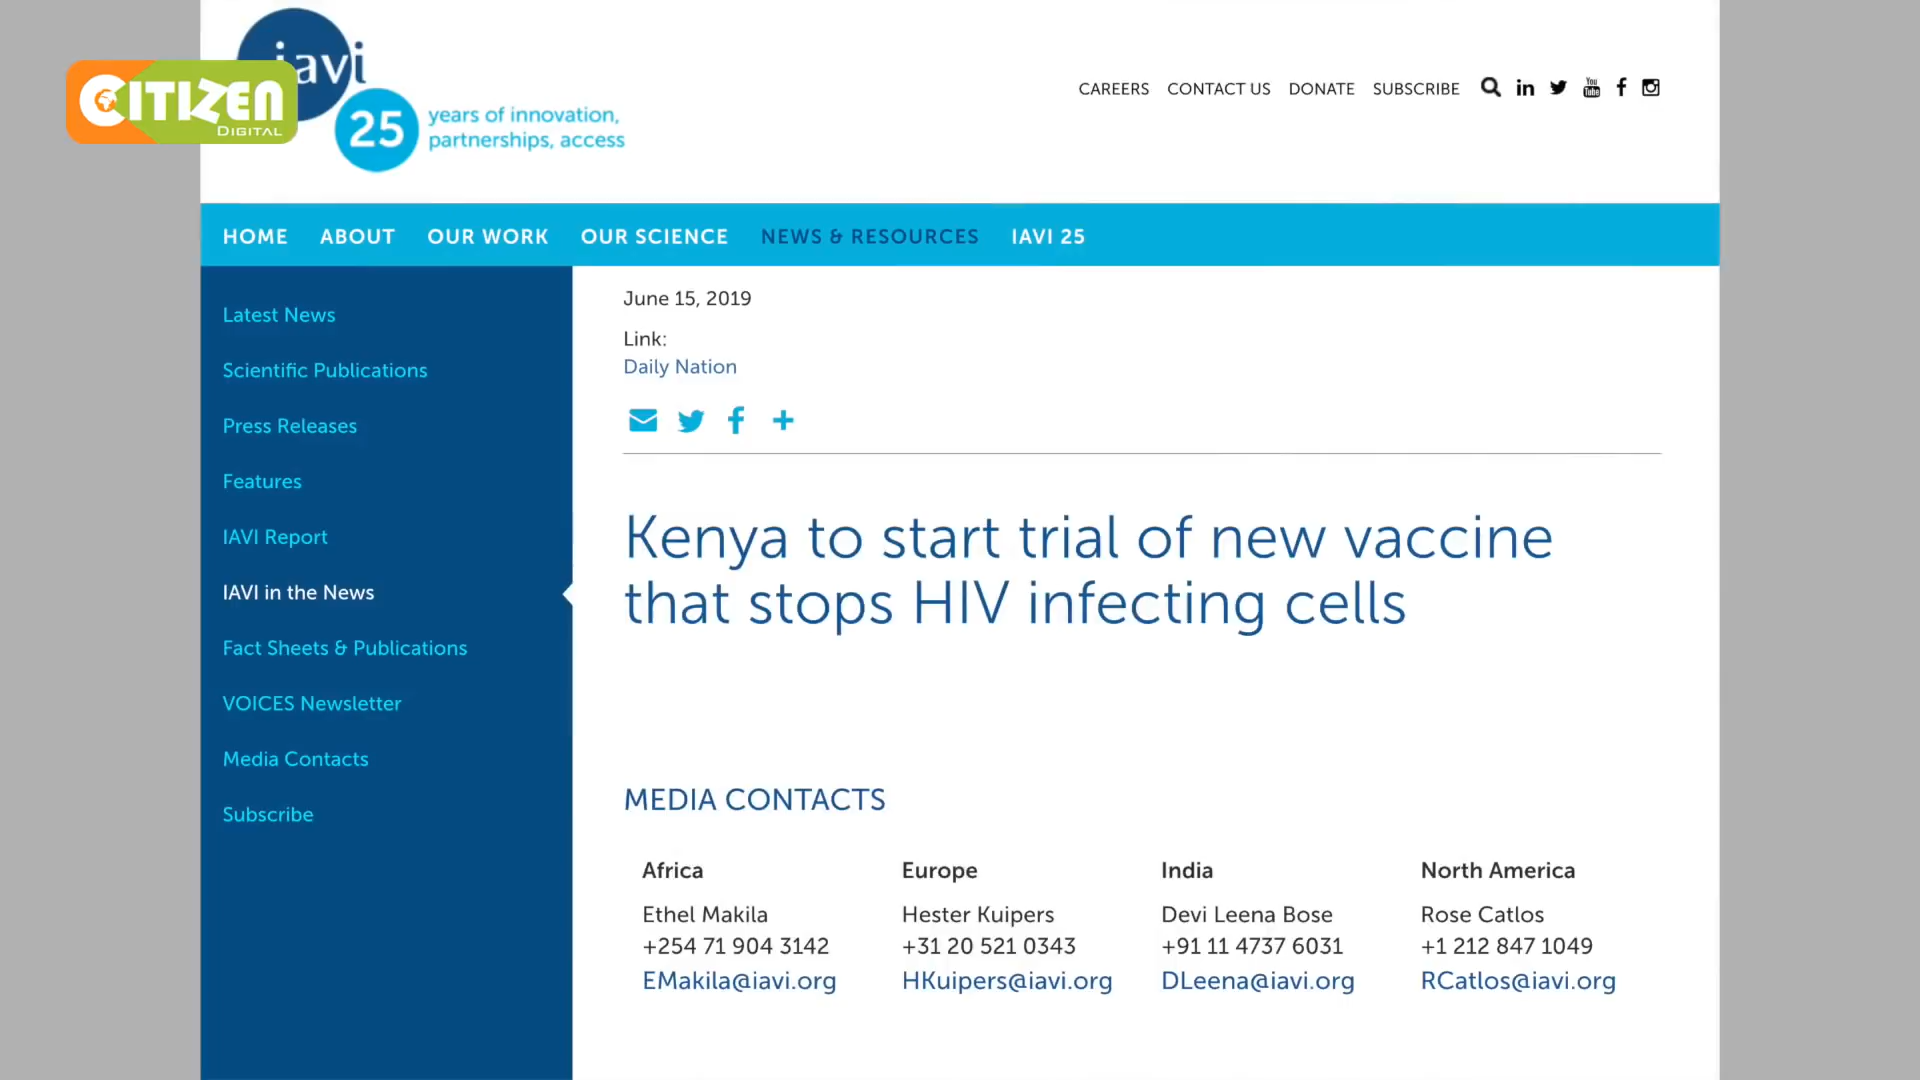 iavi
CITIZEN
DIGITAL
25
years of innovation,
partnerships, access
CAREERS CONTACT US DONATE SUBSCRIBE
You
Tube
HOME ABOUT OUR WORK OUR SCIENCE NEWS & RESOURCES IAVI 25
Latest News
Scientific Publications
Press Releases
Features
IAVI Report
IAVI in the News
Fact Sheets & Publications
VOICES Newsletter
Media Contacts
Subscribe
June 15, 2019
Link:
Daily Nation
Kenya to start trial of new vaccine
that stops HIV infecting cells
MEDIA CONTACTS
Africa
Ethel Makila
+254 71 904 3142
EMakila@iavi.org
Europe
Hester Kuipers
+31 20 521 0343
HKuipers@iavi.org
India
Devi Leena Bose
+91 11 4737 6031
DLeena@iavi.org
North America
Rose Catlos
+1 212 847 1049
RCatlos@iavi.org